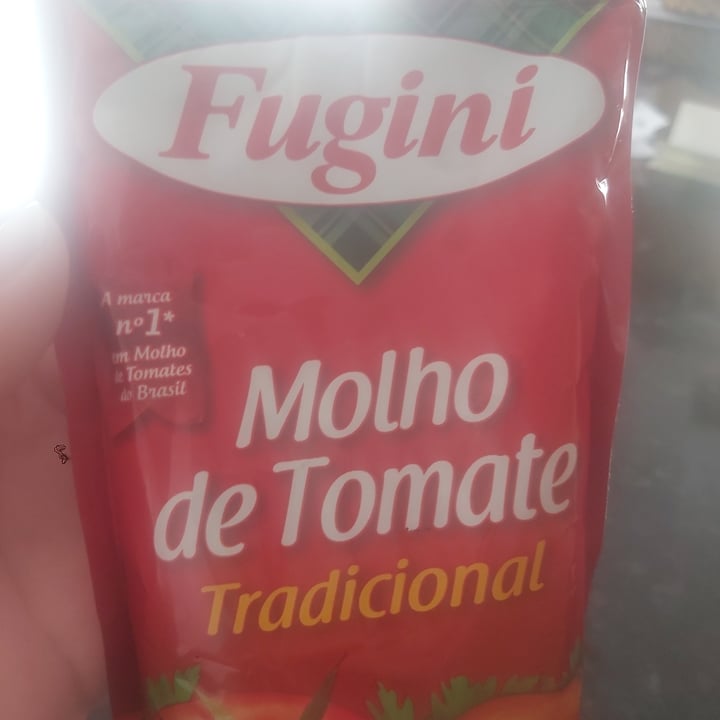 Fugini
A marca
nº1*
em Molho
de Tomates
do Brasil
Molho
de Tomate
Tradicional